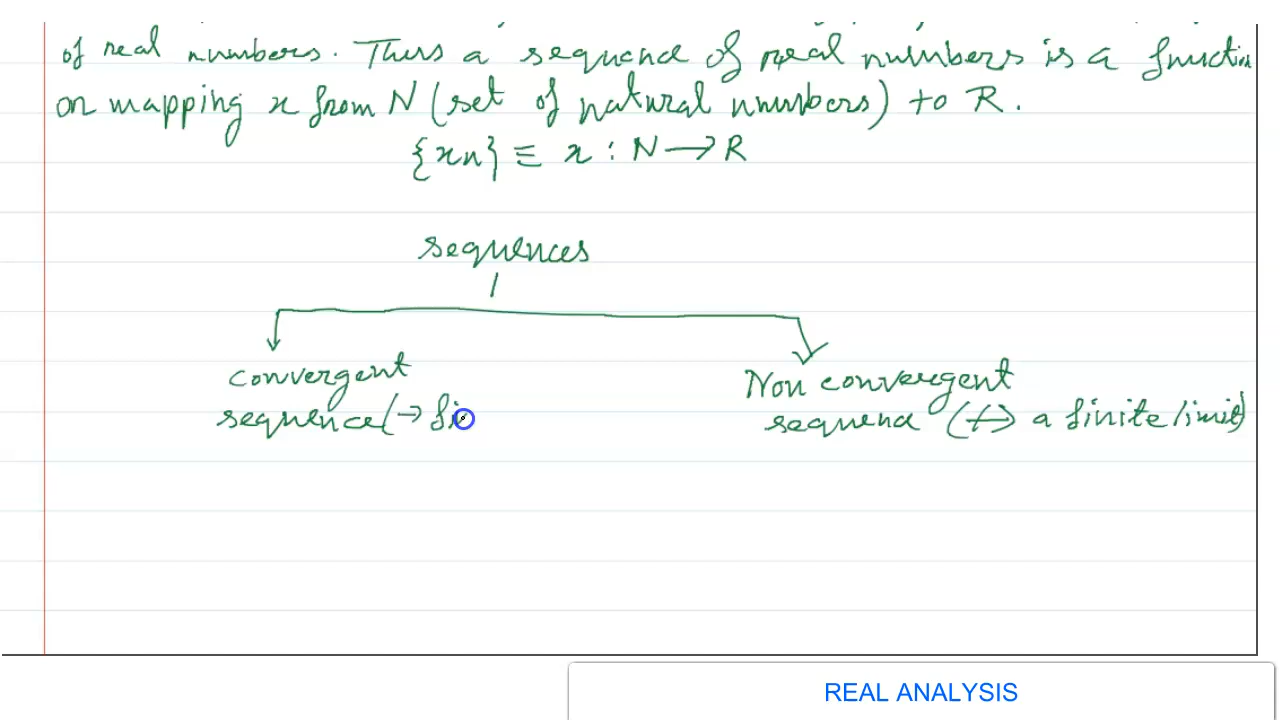 of real numbers. Thus a sequence of real numbers is a function
or mapping x from N (set of natural numbers) to R.
{xn} ≡ x : N → R
sequences
convergent
sequence (→ fi
Non convergent
sequence (↛ a finite limit)
REAL ANALYSIS